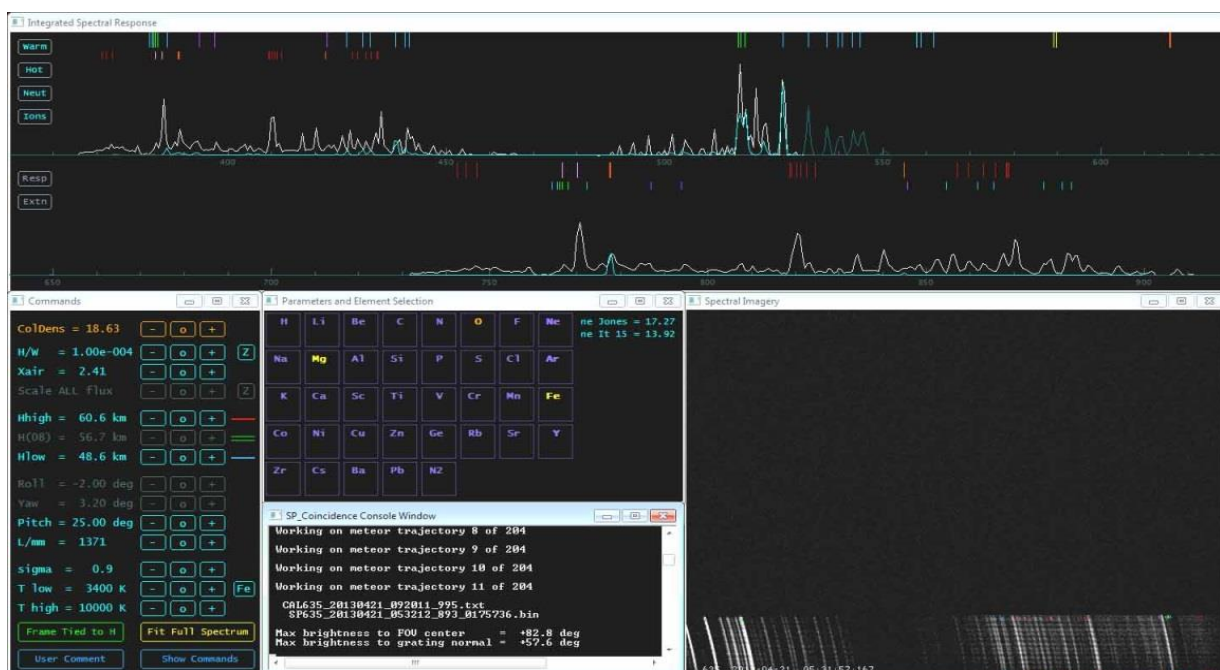 Integrated Spectral Response
Warm
Hot
Neut
Ions
400
450
500
550
600
Resp
Extn
650
700
750
800
850
900
Commands
ColDens = 18.63 - o +
H/W = 1.00e-004 - o + Z
Xair = 2.41 - o +
Scale ALL flux - o + Z
Hhigh = 60.6 km - o +
H(08) = 56.7 km - o +
Hlow = 48.6 km - o +
Roll = -2.00 deg - o +
Yaw = 3.20 deg - o +
Pitch = 25.00 deg - o +
L/mm = 1371 - o +
sigma = 0.9 - o +
T low = 3400 K - o + Fe
T high = 10000 K - o +
Frame Tied to H Fit Full Spectrum
User Comment Show Commands
Parameters and Element Selection
H Li Be C N O F Ne
Na Mg Al Si P S Cl Ar
K Ca Sc Ti V Cr Mn Fe
Co Ni Cu Zn Ge Rb Sr Y
Zr Cs Ba Pb N2
ne Jones = 17.27
ne It 15 = 13.92
SP_Coincidence Console Window
Working on meteor trajectory 8 of 204
Working on meteor trajectory 9 of 204
Working on meteor trajectory 10 of 204
Working on meteor trajectory 11 of 204
CAL635_20130421_092011_995.txt
SP635_20130421_053212_893_0175736.bin
Max brightness to FOV center = +82.8 deg
Max brightness to grating normal = +57.6 deg
Spectral Imagery